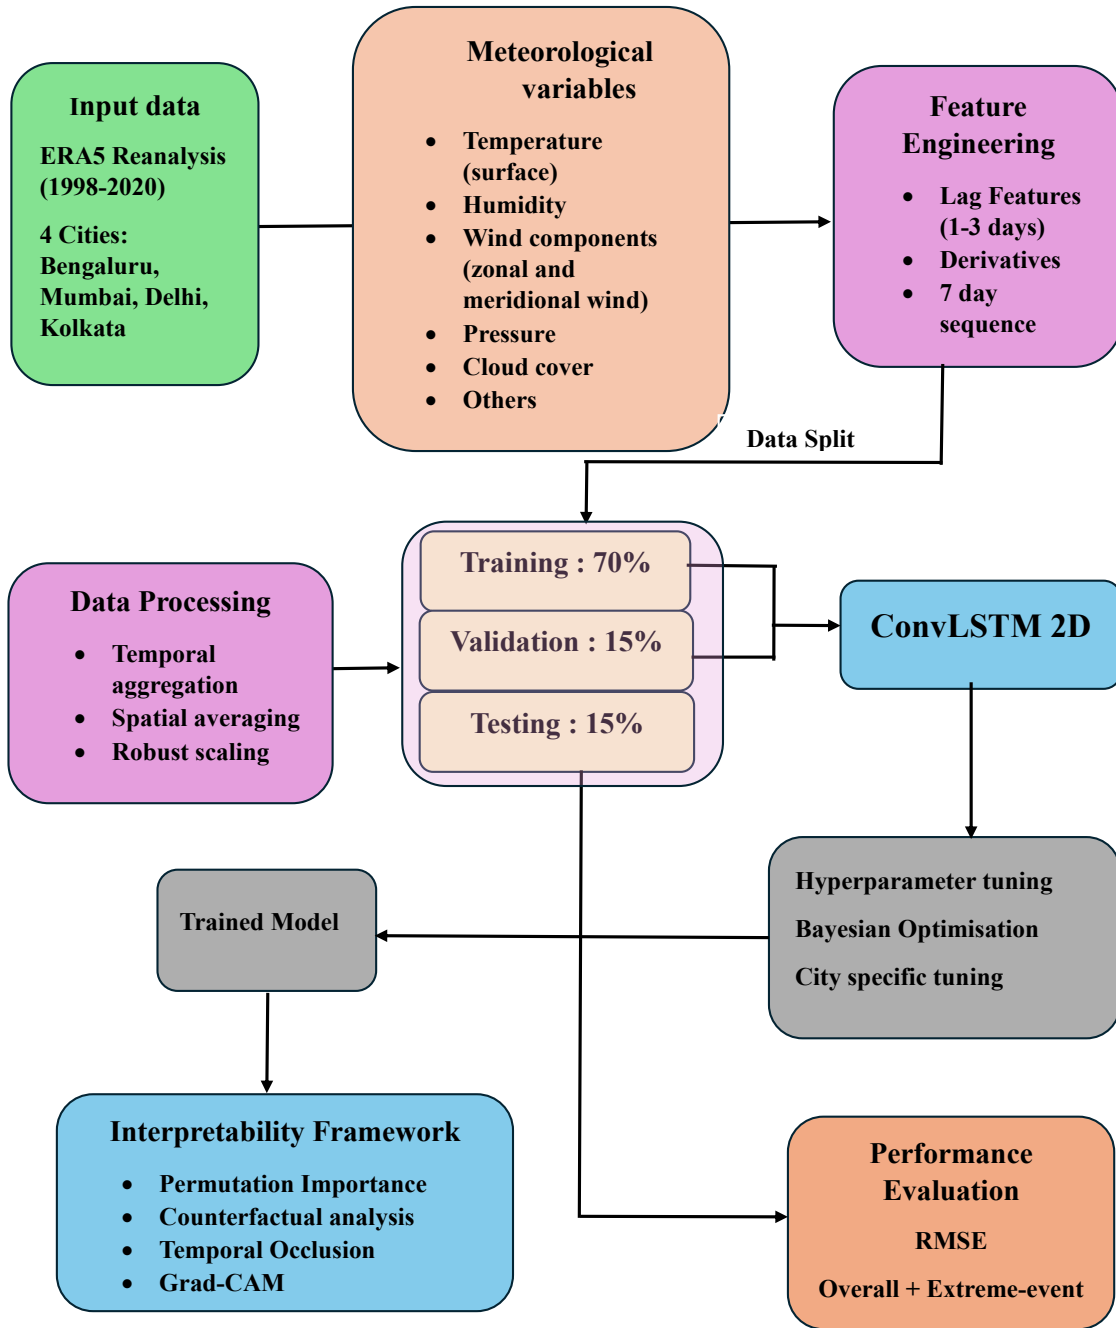 Input data
ERA5 Reanalysis
(1998-2020)
4 Cities:
Bengaluru,
Mumbai, Delhi,
Kolkata
Meteorological
variables
• Temperature
(surface)
• Humidity
• Wind components
(zonal and
meridional wind)
• Pressure
• Cloud cover
• Others
Feature
Engineering
• Lag Features
(1-3 days)
• Derivatives
• 7 day
sequence
Data Split
Data Processing
• Temporal
aggregation
• Spatial averaging
• Robust scaling
Training : 70%
Validation : 15%
Testing : 15%
ConvLSTM 2D
Hyperparameter tuning
Bayesian Optimisation
City specific tuning
Trained Model
Interpretability Framework
• Permutation Importance
• Counterfactual analysis
• Temporal Occlusion
• Grad-CAM
Performance
Evaluation
RMSE
Overall + Extreme-event